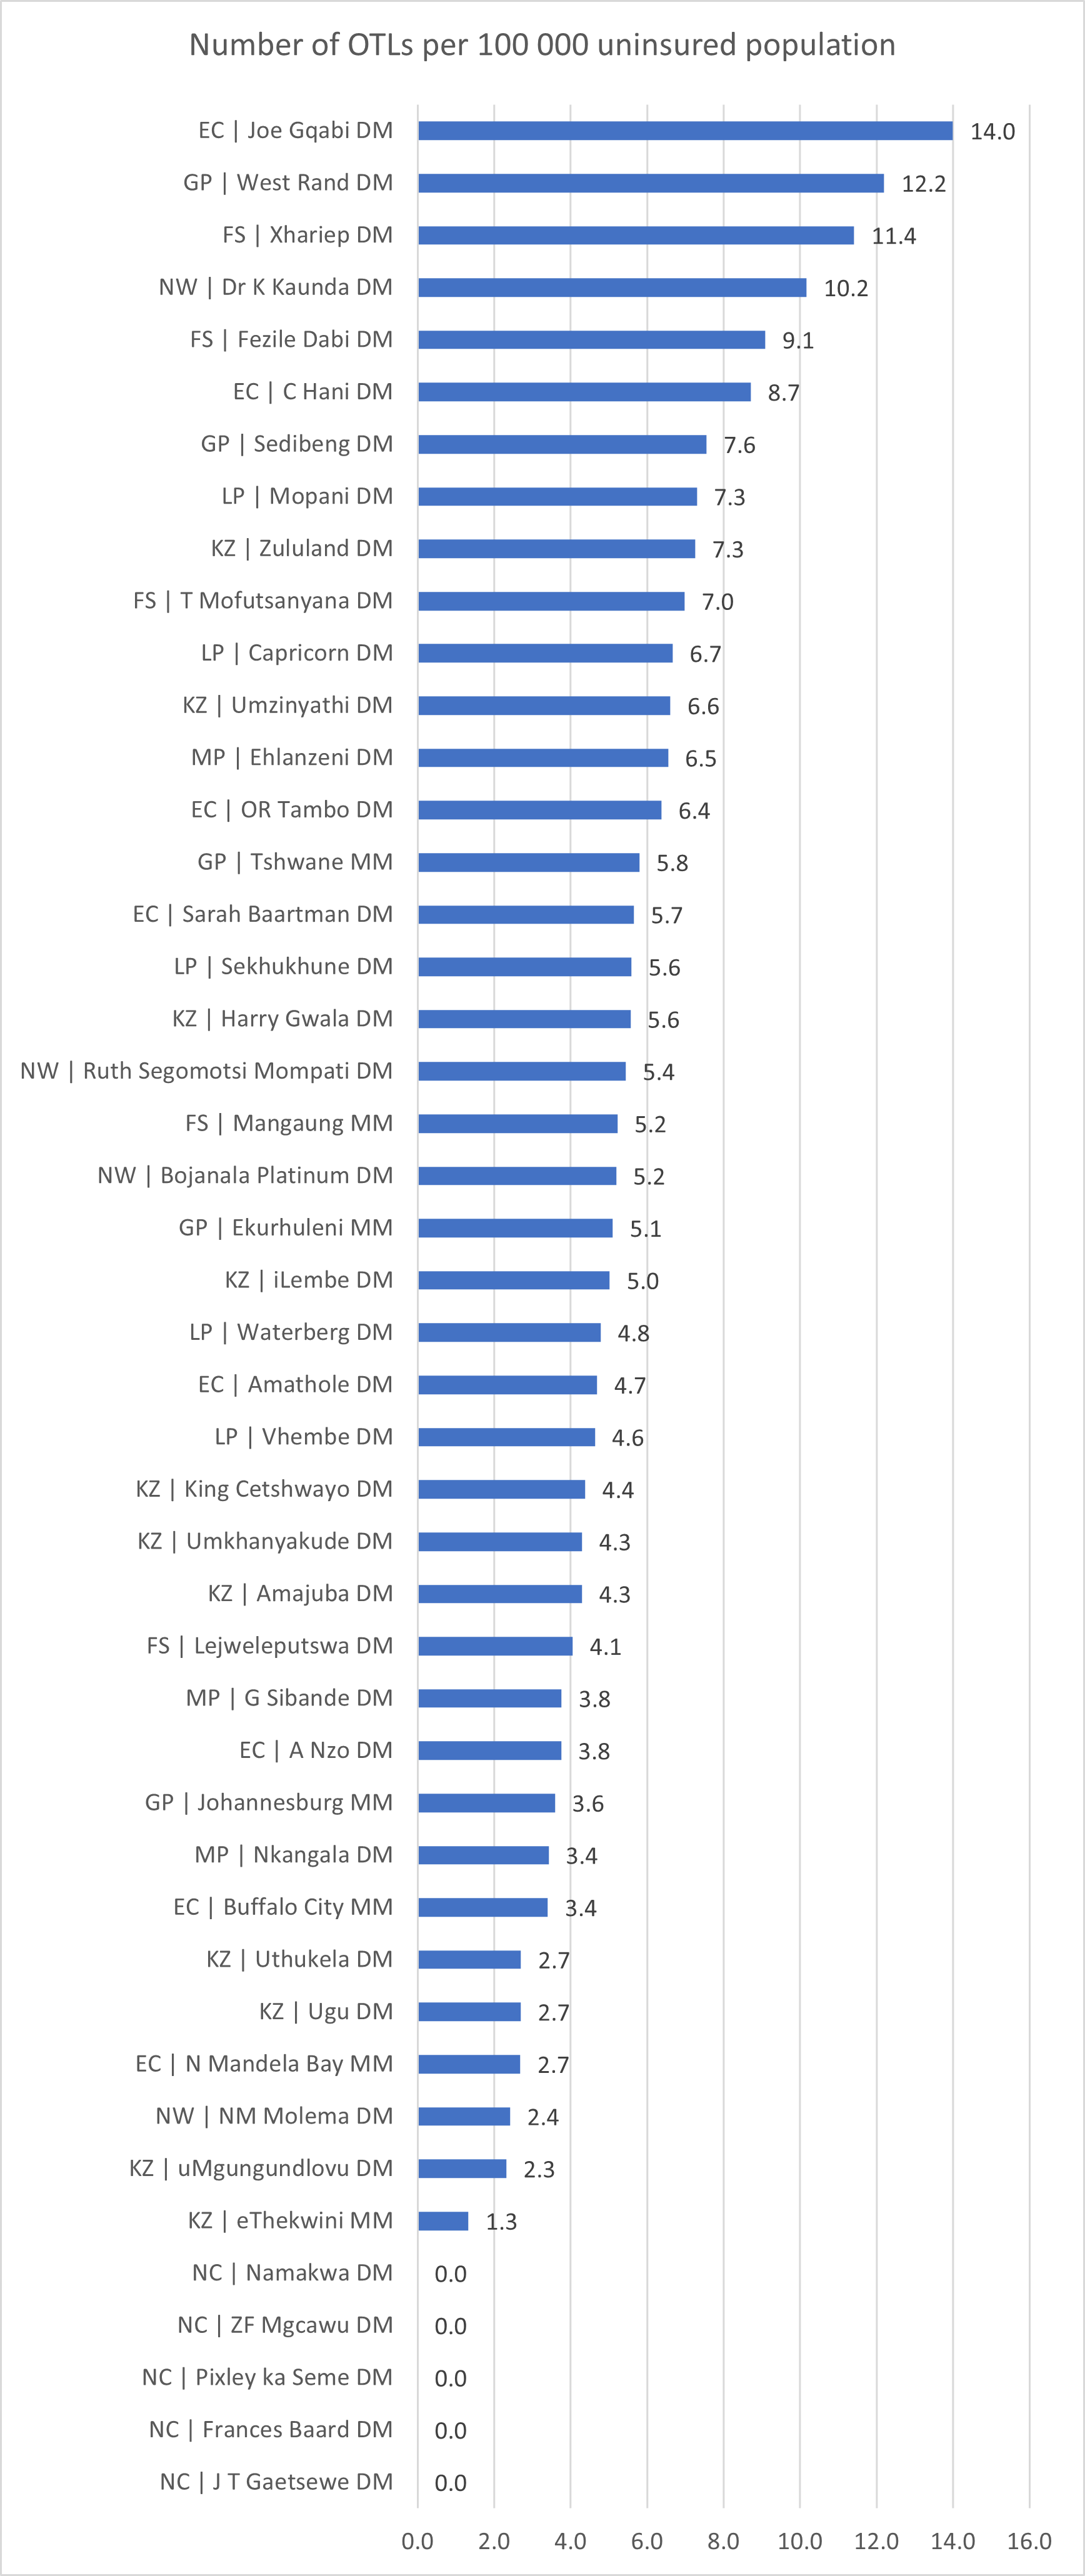 Number of OTLs per 100 000 uninsured population
EC | Joe Gqabi DM 14.0
GP | West Rand DM 12.2
FS | Xhariep DM 11.4
NW | Dr K Kaunda DM 10.2
FS | Fezile Dabi DM 9.1
EC | C Hani DM 8.7
GP | Sedibeng DM 7.6
LP | Mopani DM 7.3
KZ | Zululand DM 7.3
FS | T Mofutsanyana DM 7.0
LP | Capricorn DM 6.7
KZ | Umzinyathi DM 6.6
MP | Ehlanzeni DM 6.5
EC | OR Tambo DM 6.4
GP | Tshwane MM 5.8
EC | Sarah Baartman DM 5.7
LP | Sekhukhune DM 5.6
KZ | Harry Gwala DM 5.6
NW | Ruth Segomotsi Mompati DM 5.4
FS | Mangaung MM 5.2
NW | Bojanala Platinum DM 5.2
GP | Ekurhuleni MM 5.1
KZ | iLembe DM 5.0
LP | Waterberg DM 4.8
EC | Amathole DM 4.7
LP | Vhembe DM 4.6
KZ | King Cetshwayo DM 4.4
KZ | Umkhanyakude DM 4.3
KZ | Amajuba DM 4.3
FS | Lejweleputswa DM 4.1
MP | G Sibande DM 3.8
EC | A Nzo DM 3.8
GP | Johannesburg MM 3.6
MP | Nkangala DM 3.4
EC | Buffalo City MM 3.4
KZ | Uthukela DM 2.7
KZ | Ugu DM 2.7
EC | N Mandela Bay MM 2.7
NW | NM Molema DM 2.4
KZ | uMgungundlovu DM 2.3
KZ | eThekwini MM 1.3
NC | Namakwa DM 0.0
NC | ZF Mgcawu DM 0.0
NC | Pixley ka Seme DM 0.0
NC | Frances Baard DM 0.0
NC | J T Gaetsewe DM 0.0
0.0 2.0 4.0 6.0 8.0 10.0 12.0 14.0 16.0